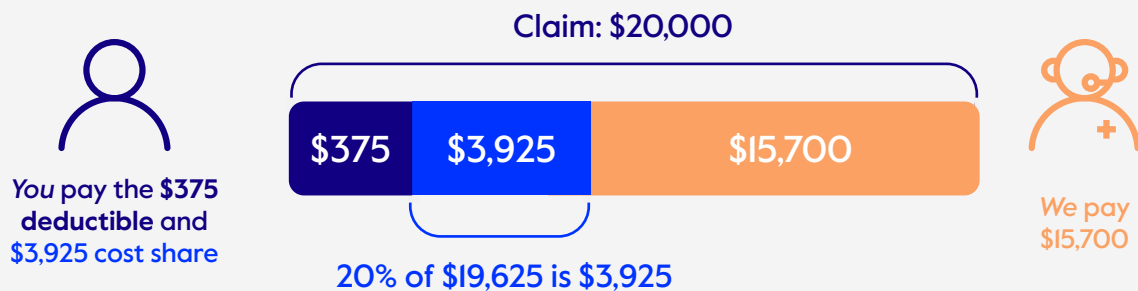 Claim: $20,000
$375
$3,925
$15,700
You pay the $375
deductible and
$3,925 cost share
We pay
$15,700
20% of $19,625 is $3,925